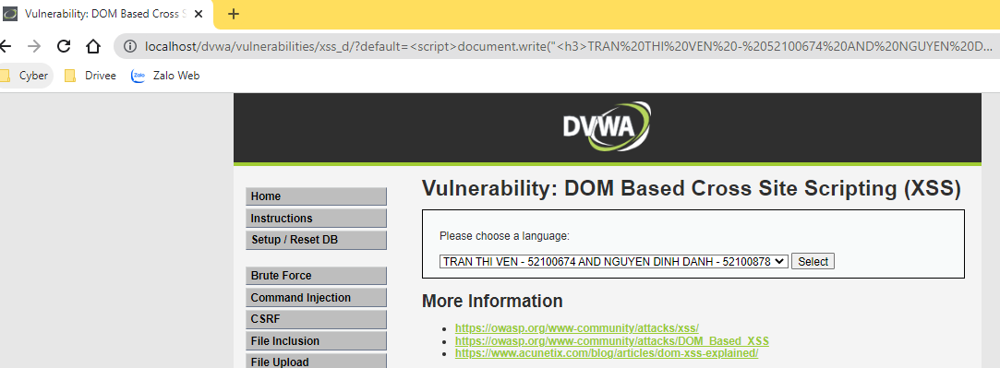 Vulnerability: DOM Based Cross S
localhost/dvwa/vulnerabilities/xss_d/?default=<script>document.write("<h3>TRAN%20THI%20VEN%20-%2052100674%20AND%20NGUYEN%20D...
Cyber Drivee Zalo Zalo Web
DVWA
Home
Instructions
Setup / Reset DB
Brute Force
Command Injection
CSRF
File Inclusion
File Upload
Vulnerability: DOM Based Cross Site Scripting (XSS)
Please choose a language:
TRAN THI VEN - 52100674 AND NGUYEN DINH DANH - 52100878 Select
More Information
https://owasp.org/www-community/attacks/xss/
https://owasp.org/www-community/attacks/DOM_Based_XSS
https://www.acunetix.com/blog/articles/dom-xss-explained/